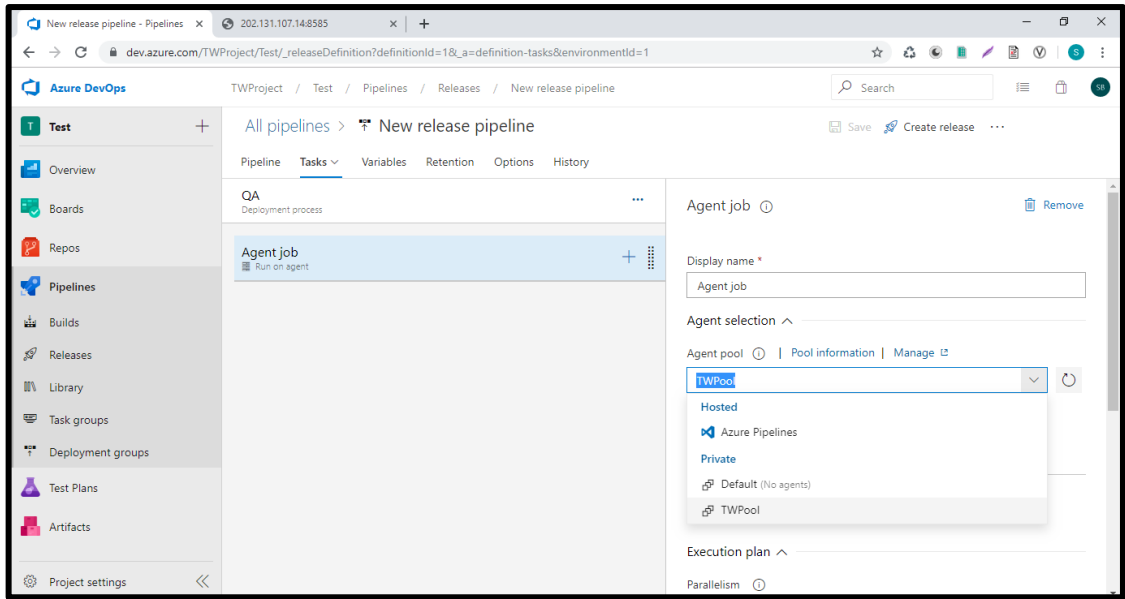 New release pipeline - Pipelines
202.131.107.14:8585
dev.azure.com/TWProject/Test/_releaseDefinition?definitionId=1&_a=definition-tasks&environmentId=1
S
Azure DevOps
TWProject / Test / Pipelines / Releases / New release pipeline
Search
SB
T Test
All pipelines > New release pipeline
Save Create release
Pipeline Tasks Variables Retention Options History
Overview
Boards
Repos
Pipelines
Builds
Releases
Library
Task groups
Deployment groups
Test Plans
Artifacts
Project settings
QA
Deployment process
Agent job
Run on agent
Agent job
Remove
Display name *
Agent job
Agent selection
Agent pool | Pool information | Manage
TWPool
Hosted
Azure Pipelines
Private
Default (No agents)
TWPool
Execution plan
Parallelism